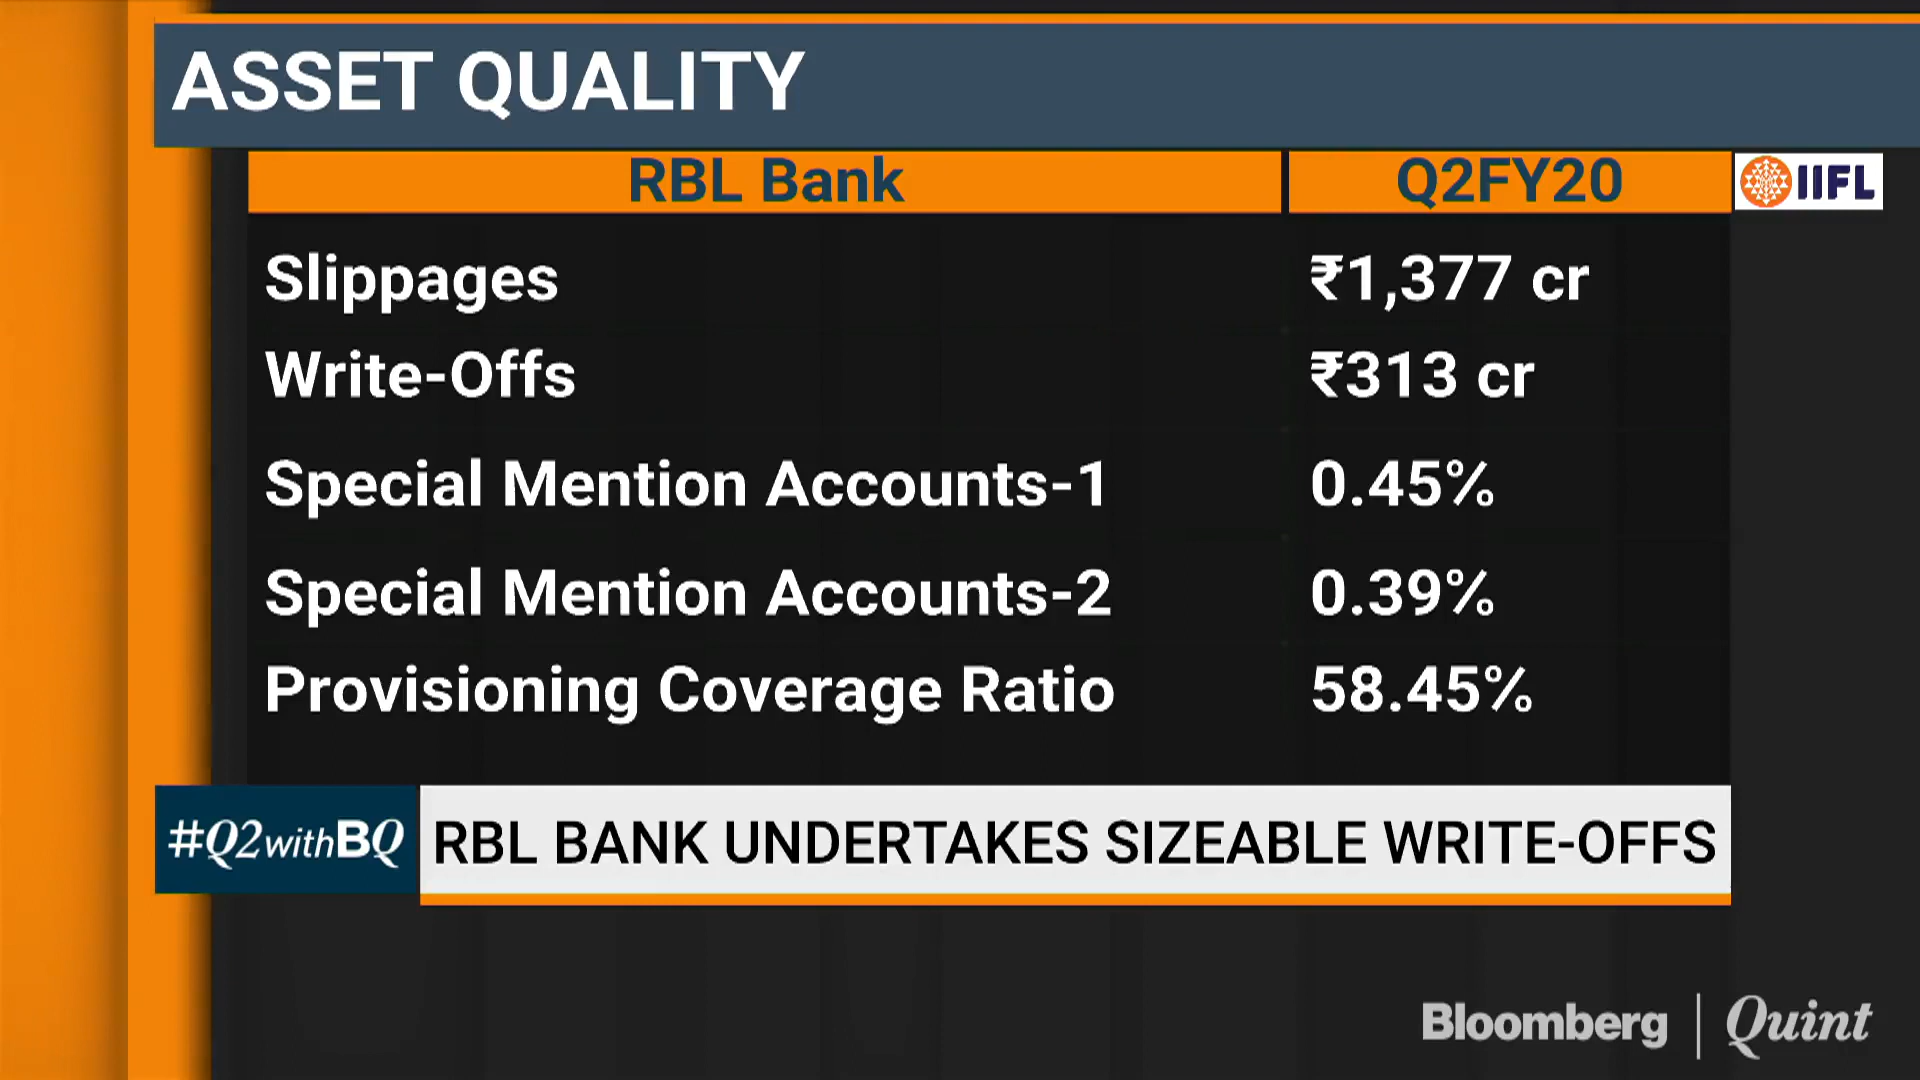 ASSET QUALITY
RBL Bank Q2FY20
IIFL
Slippages ₹1,377 cr
Write-Offs ₹313 cr
Special Mention Accounts-1 0.45%
Special Mention Accounts-2 0.39%
Provisioning Coverage Ratio 58.45%
#Q2withBQ RBL BANK UNDERTAKES SIZEABLE WRITE-OFFS
Bloomberg | Quint